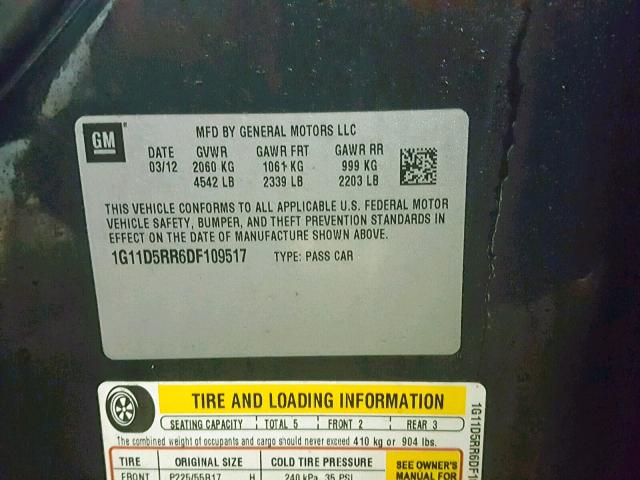 GM
MFD BY GENERAL MOTORS LLC
DATE GVWR GAWR FRT GAWR RR
03/12 2060 KG 1061 KG 999 KG
4542 LB 2339 LB 2203 LB
THIS VEHICLE CONFORMS TO ALL APPLICABLE U.S. FEDERAL MOTOR
VEHICLE SAFETY, BUMPER, AND THEFT PREVENTION STANDARDS IN
EFFECT ON THE DATE OF MANUFACTURE SHOWN ABOVE.
1G11D5RR6DF109517 TYPE: PASS CAR
TIRE AND LOADING INFORMATION
SEATING CAPACITY TOTAL 5 FRONT 2 REAR 3
The combined weight of occupants and cargo should never exceed 410 kg or 904 lbs.
TIRE ORIGINAL SIZE COLD TIRE PRESSURE
FRONT P225/55R17 H 240 kPa, 35 PSI
SEE OWNER'S
MANUAL FOR
1G11D5RR6DF1